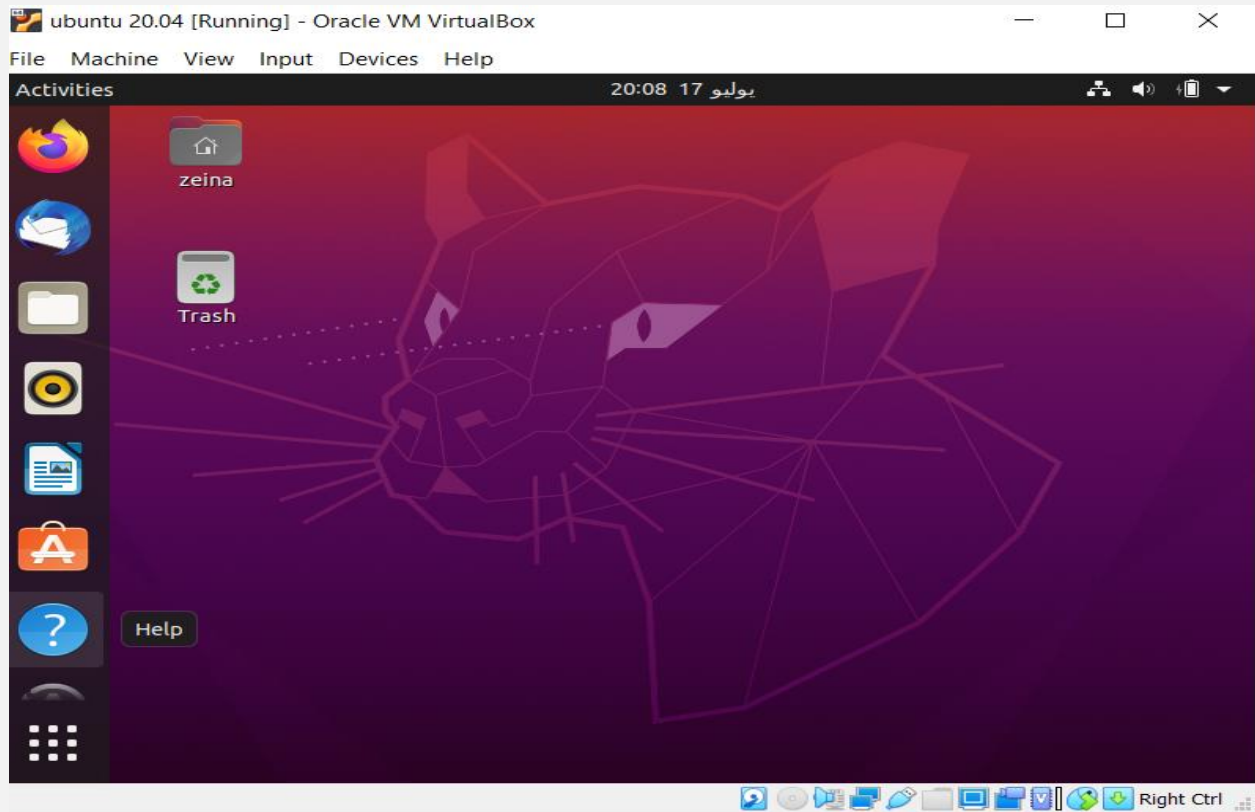 ubuntu 20.04 [Running] - Oracle VM VirtualBox
File Machine View Input Devices Help
Activities
20:08 17 يوليو
zeina
Trash
Help
Right Ctrl